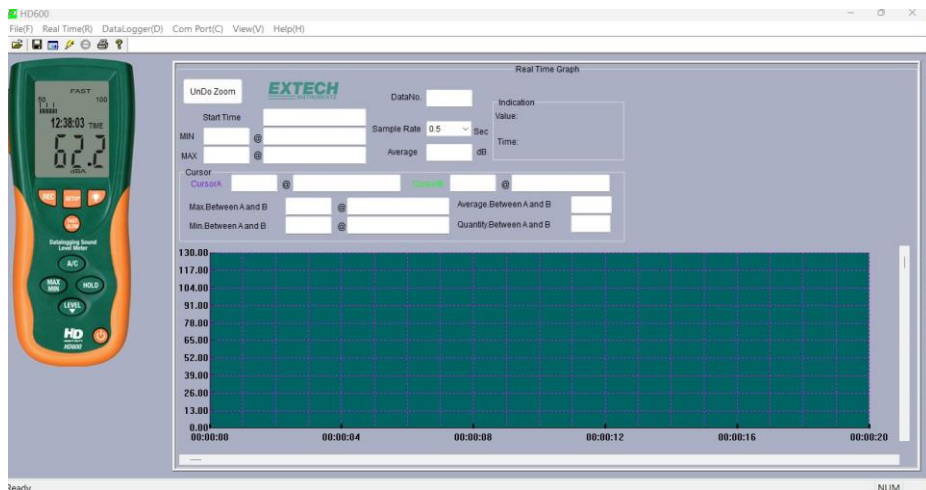 HD600
File(F) Real Time(R) DataLogger(D) Com Port(C) View(V) Help(H)
Real Time Graph
UnDo Zoom
EXTECH
INSTRUMENTS
DataNo.
Indication
Value:
Time:
Start Time
Sample Rate 0.5 Sec
MIN @
MAX @
Average dB
Cursor
CursorA @
CursorB @
Max.Between A and B @
Average.Between A and B
Min.Between A and B @
Quantity.Between A and B
130.00
117.00
104.00
91.00
78.00
65.00
52.00
39.00
26.00
13.00
0.00
00:00:00 00:00:04 00:00:08 00:00:12 00:00:16 00:00:20
FAST
50 100
12:38:03 TIME
62.2
dBA
REC SETUP
FAST
SLOW
Datalogging Sound
Level Meter
A/C
MAX
MIN
HOLD
LEVEL
HD
HD600
Ready
NUM